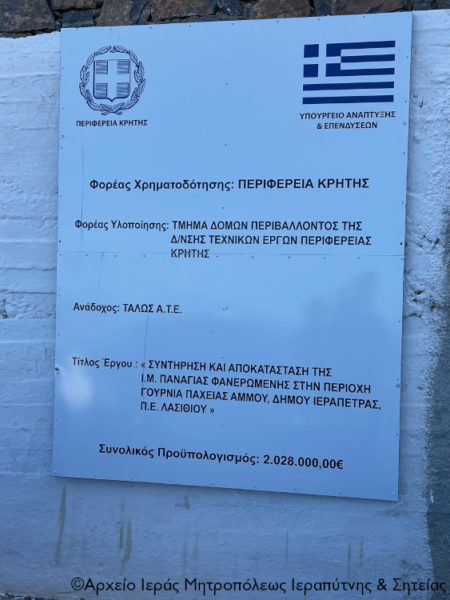 ΠΕΡΙΦΕΡΕΙΑ ΚΡΗΤΗΣ
ΥΠΟΥΡΓΕΙΟ ΑΝΑΠΤΥΞΗΣ
& ΕΠΕΝΔΥΣΕΩΝ
Φορέας Χρηματοδότησης: ΠΕΡΙΦΕΡΕΙΑ ΚΡΗΤΗΣ
Φορέας Υλοποίησης: ΤΜΗΜΑ ΔΟΜΩΝ ΠΕΡΙΒΑΛΛΟΝΤΟΣ ΤΗΣ
Δ/ΝΣΗΣ ΤΕΧΝΙΚΩΝ ΕΡΓΩΝ ΠΕΡΙΦΕΡΕΙΑΣ
ΚΡΗΤΗΣ
Ανάδοχος: ΤΑΛΩΣ Α.Τ.Ε.
Τίτλος Έργου : « ΣΥΝΤΗΡΗΣΗ ΚΑΙ ΑΠΟΚΑΤΑΣΤΑΣΗ ΤΗΣ
Ι.Μ. ΠΑΝΑΓΙΑΣ ΦΑΝΕΡΩΜΕΝΗΣ ΣΤΗΝ ΠΕΡΙΟΧΗ
ΓΟΥΡΝΙΑ ΠΑΧΕΙΑΣ ΑΜΜΟΥ, ΔΗΜΟΥ ΙΕΡΑΠΕΤΡΑΣ,
Π.Ε. ΛΑΣΙΘΙΟΥ »
Συνολικός Προϋπολογισμός: 2.028.000,00€
©Αρχείο Ιεράς Μητροπόλεως Ιεραπύτνης & Σητείας